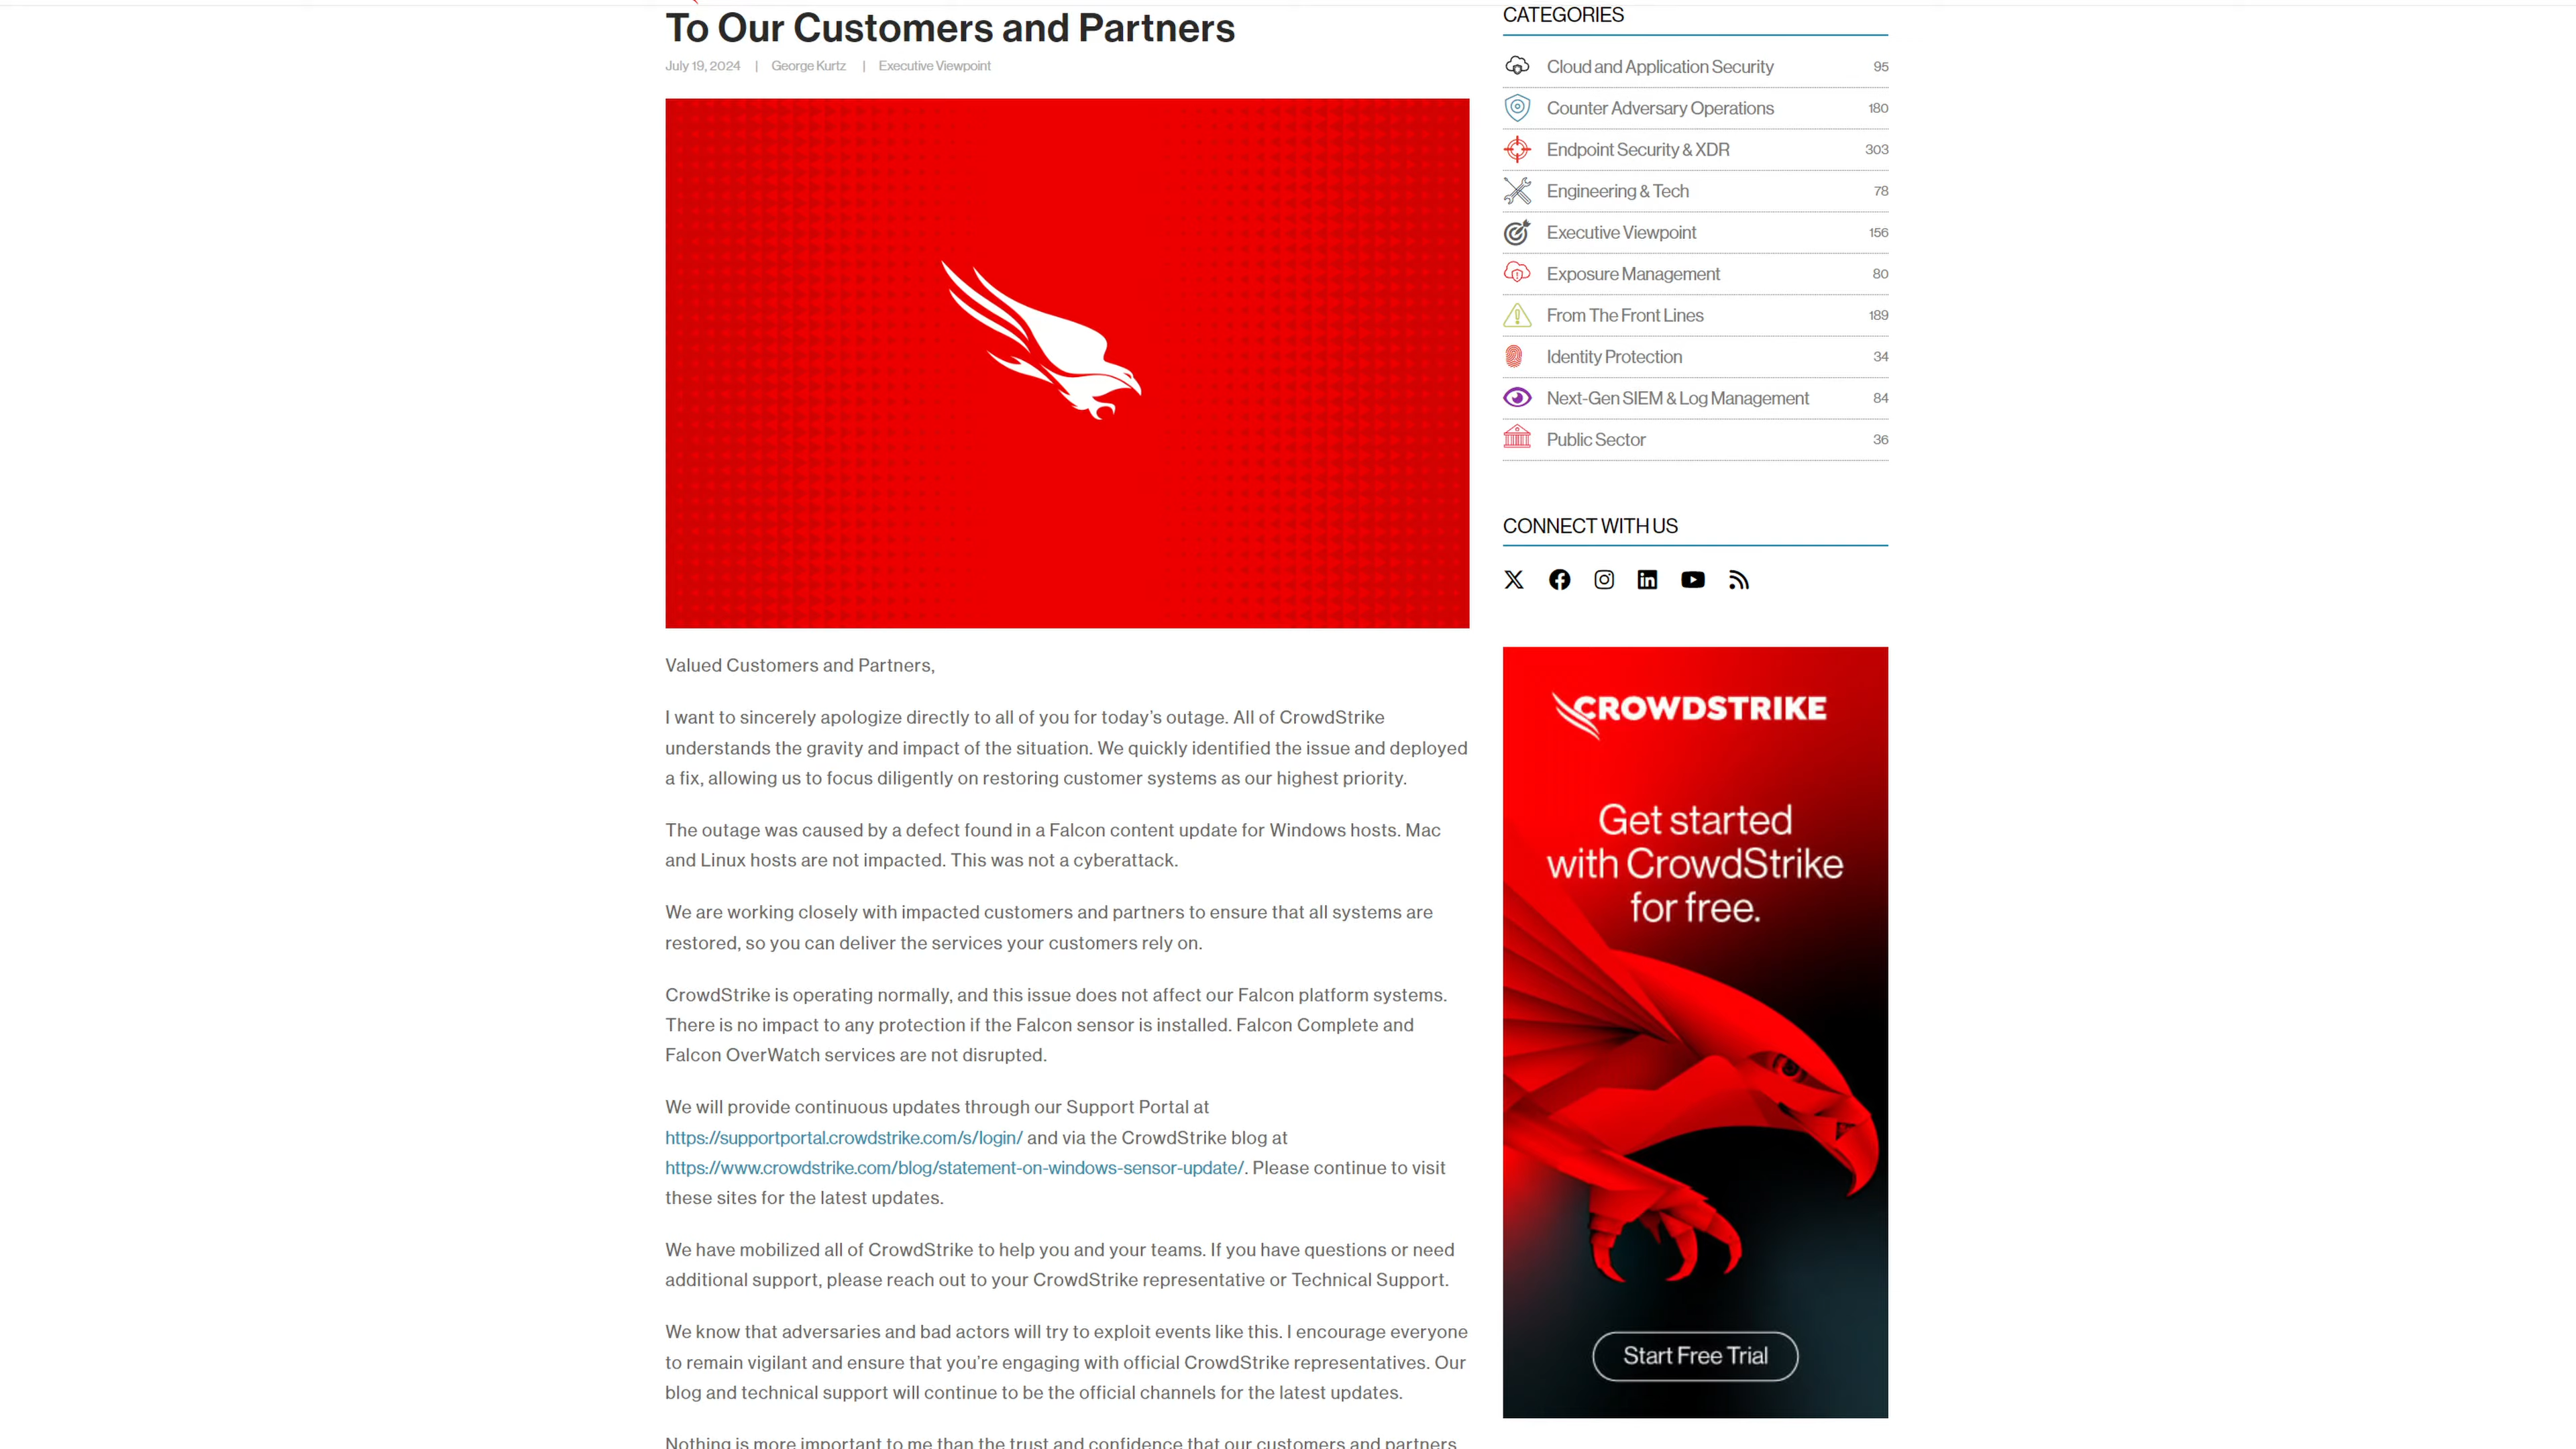 To Our Customers and Partners
July 19, 2024 | George Kurtz | Executive Viewpoint
Valued Customers and Partners,
I want to sincerely apologize directly to all of you for today’s outage. All of CrowdStrike
understands the gravity and impact of the situation. We quickly identified the issue and deployed
a fix, allowing us to focus diligently on restoring customer systems as our highest priority.
The outage was caused by a defect found in a Falcon content update for Windows hosts. Mac
and Linux hosts are not impacted. This was not a cyberattack.
We are working closely with impacted customers and partners to ensure that all systems are
restored, so you can deliver the services your customers rely on.
CrowdStrike is operating normally, and this issue does not affect our Falcon platform systems.
There is no impact to any protection if the Falcon sensor is installed. Falcon Complete and
Falcon OverWatch services are not disrupted.
We will provide continuous updates through our Support Portal at
https://supportportal.crowdstrike.com/s/login/ and via the CrowdStrike blog at
https://www.crowdstrike.com/blog/statement-on-windows-sensor-update/. Please continue to visit
these sites for the latest updates.
We have mobilized all of CrowdStrike to help you and your teams. If you have questions or need
additional support, please reach out to your CrowdStrike representative or Technical Support.
We know that adversaries and bad actors will try to exploit events like this. I encourage everyone
to remain vigilant and ensure that you’re engaging with official CrowdStrike representatives. Our
blog and technical support will continue to be the official channels for the latest updates.
Nothing is more important to me than the trust and confidence that our customers and partners
CATEGORIES
Cloud and Application Security 95
Counter Adversary Operations 180
Endpoint Security & XDR 303
Engineering & Tech 78
Executive Viewpoint 156
Exposure Management 80
From The Front Lines 189
Identity Protection 34
Next-Gen SIEM & Log Management 84
Public Sector 36
CONNECT WITH US
CROWDSTRIKE
Get started
with CrowdStrike
for free.
Start Free Trial